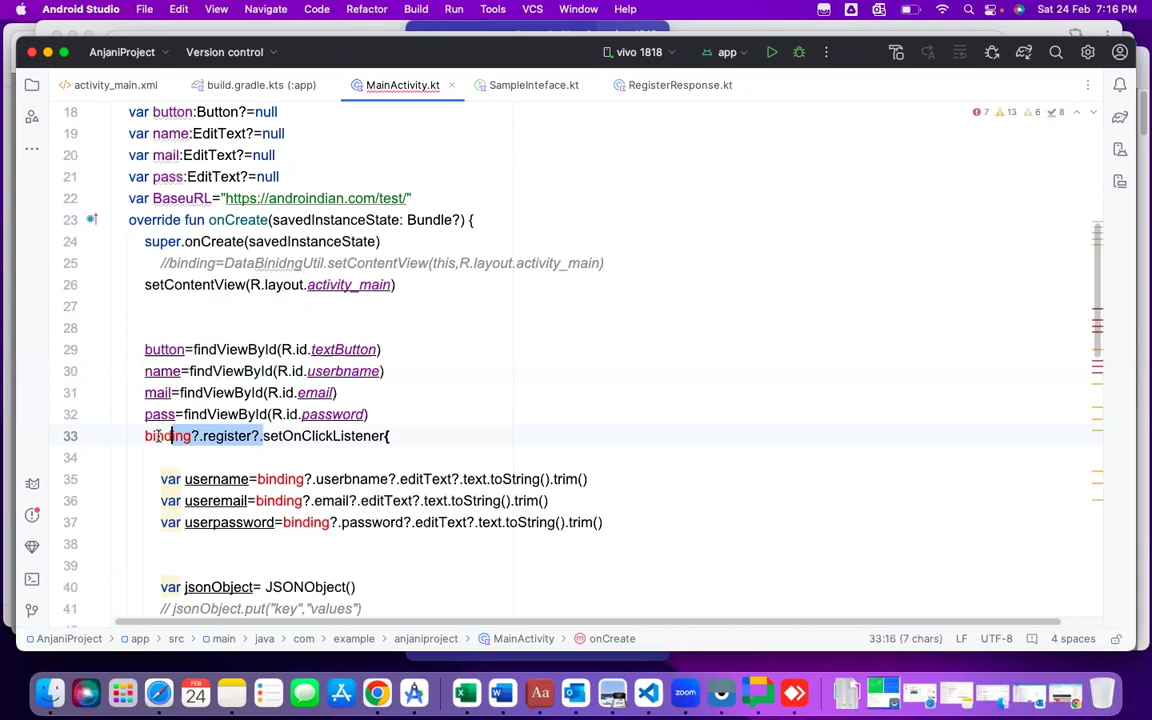 Android Studio File Edit View Navigate Code Refactor Build Run Tools VCS Window Help Sat 24 Feb 7:16 PM
AnjaniProject Version control vivo 1818 app
activity_main.xml build.gradle.kts (:app) MainActivity.kt SampleInteface.kt RegisterResponse.kt
18 var button:Button?=null 7 13 6 8
19 var name:EditText?=null
20 var mail:EditText?=null
21 var pass:EditText?=null
22 var BaseuRL="https://androindian.com/test/"
23 override fun onCreate(savedInstanceState: Bundle?) {
24 super.onCreate(savedInstanceState)
25 //binding=DataBinidngUtil.setContentView(this,R.layout.activity_main)
26 setContentView(R.layout.activity_main)
27
28
29 button=findViewById(R.id.textButton)
30 name=findViewById(R.id.userbname)
31 mail=findViewById(R.id.email)
32 pass=findViewById(R.id.password)
33 binding?.register?.setOnClickListener{
34
35 var username=binding?.userbname?.editText?.text.toString().trim()
36 var useremail=binding?.email?.editText?.text.toString().trim()
37 var userpassword=binding?.password?.editText?.text.toString().trim()
38
39
40 var jsonObject= JSONObject()
41 // jsonObject.put("key","values")
AnjaniProject app src main java com example anjaniproject MainActivity onCreate 33:16 (7 chars) LF UTF-8 4 spaces
FEB
24 zoom